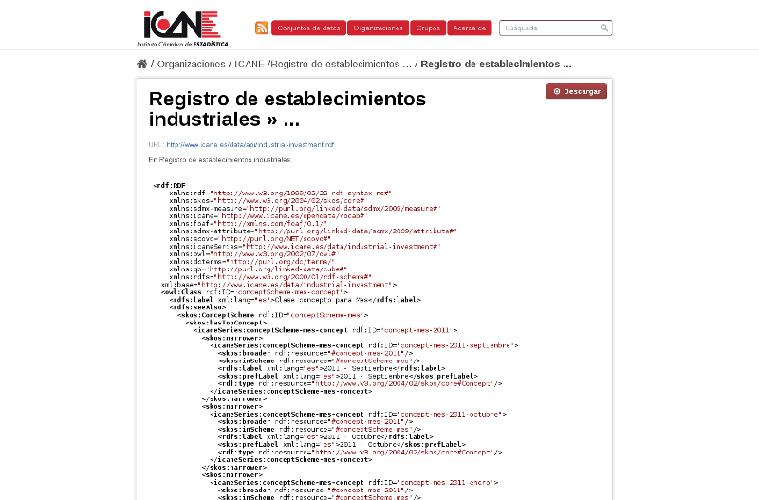 icane
Instituto Cántabro de ESTADÍSTICA
Conjuntos de datos
Organizaciones
Grupos
Acerca de
Búsqueda
/ Organizaciones / ICANE /Registro de establecimientos ... / Registro de establecimientos ...
Descargar
Registro de establecimientos
industriales » ...
URL: http://www.icane.es/data/api/industrial-investment.rdf
En Registro de establecimientos industriales.
<rdf:RDF
xmlns:rdf="http://www.w3.org/1999/02/22-rdf-syntax-ns#"
xmlns:skos="http://www.w3.org/2004/02/skos/core#"
xmlns:sdmx-measure="http://purl.org/linked-data/sdmx/2009/measure#"
xmlns:icane="http://www.icane.es/opendata/vocab#"
xmlns:foaf="http://xmlns.com/foaf/0.1/"
xmlns:sdmx-attribute="http://purl.org/linked-data/sdmx/2009/attribute#"
xmlns:scovo="http://purl.org/NET/scovo#"
xmlns:icaneSeries="http://www.icane.es/data/industrial-investment#"
xmlns:owl="http://www.w3.org/2002/07/owl#"
xmlns:dcterms="http://purl.org/dc/terms/"
xmlns:qb="http://purl.org/linked-data/cube#"
xmlns:rdfs="http://www.w3.org/2000/01/rdf-schema#"
xml:base="http://www.icane.es/data/industrial-investment">
<owl:Class rdf:ID="conceptScheme-mes-concept">
<rdfs:label xml:lang="es">Clase concepto para Mes</rdfs:label>
<rdfs:seeAlso>
<skos:ConceptScheme rdf:ID="conceptScheme-mes">
<skos:hasTopConcept>
<icaneSeries:conceptScheme-mes-concept rdf:ID="concept-mes-2011">
<skos:narrower>
<icaneSeries:conceptScheme-mes-concept rdf:ID="concept-mes-2011-septiembre">
<skos:broader rdf:resource="#concept-mes-2011"/>
<skos:inScheme rdf:resource="#conceptScheme-mes"/>
<rdfs:label xml:lang="es">2011 - Septiembre</rdfs:label>
<skos:prefLabel xml:lang="es">2011 - Septiembre</skos:prefLabel>
<rdf:type rdf:resource="http://www.w3.org/2004/02/skos/core#Concept"/>
</icaneSeries:conceptScheme-mes-concept>
</skos:narrower>
<skos:narrower>
<icaneSeries:conceptScheme-mes-concept rdf:ID="concept-mes-2011-octubre">
<skos:broader rdf:resource="#concept-mes-2011"/>
<skos:inScheme rdf:resource="#conceptScheme-mes"/>
<rdfs:label xml:lang="es">2011 - Octubre</rdfs:label>
<skos:prefLabel xml:lang="es">2011 - Octubre</skos:prefLabel>
<rdf:type rdf:resource="http://www.w3.org/2004/02/skos/core#Concept"/>
</icaneSeries:conceptScheme-mes-concept>
</skos:narrower>
<skos:narrower>
<icaneSeries:conceptScheme-mes-concept rdf:ID="concept-mes-2011-enero">
<skos:broader rdf:resource="#concept-mes-2011"/>
<skos:inScheme rdf:resource="#conceptScheme-mes"/>